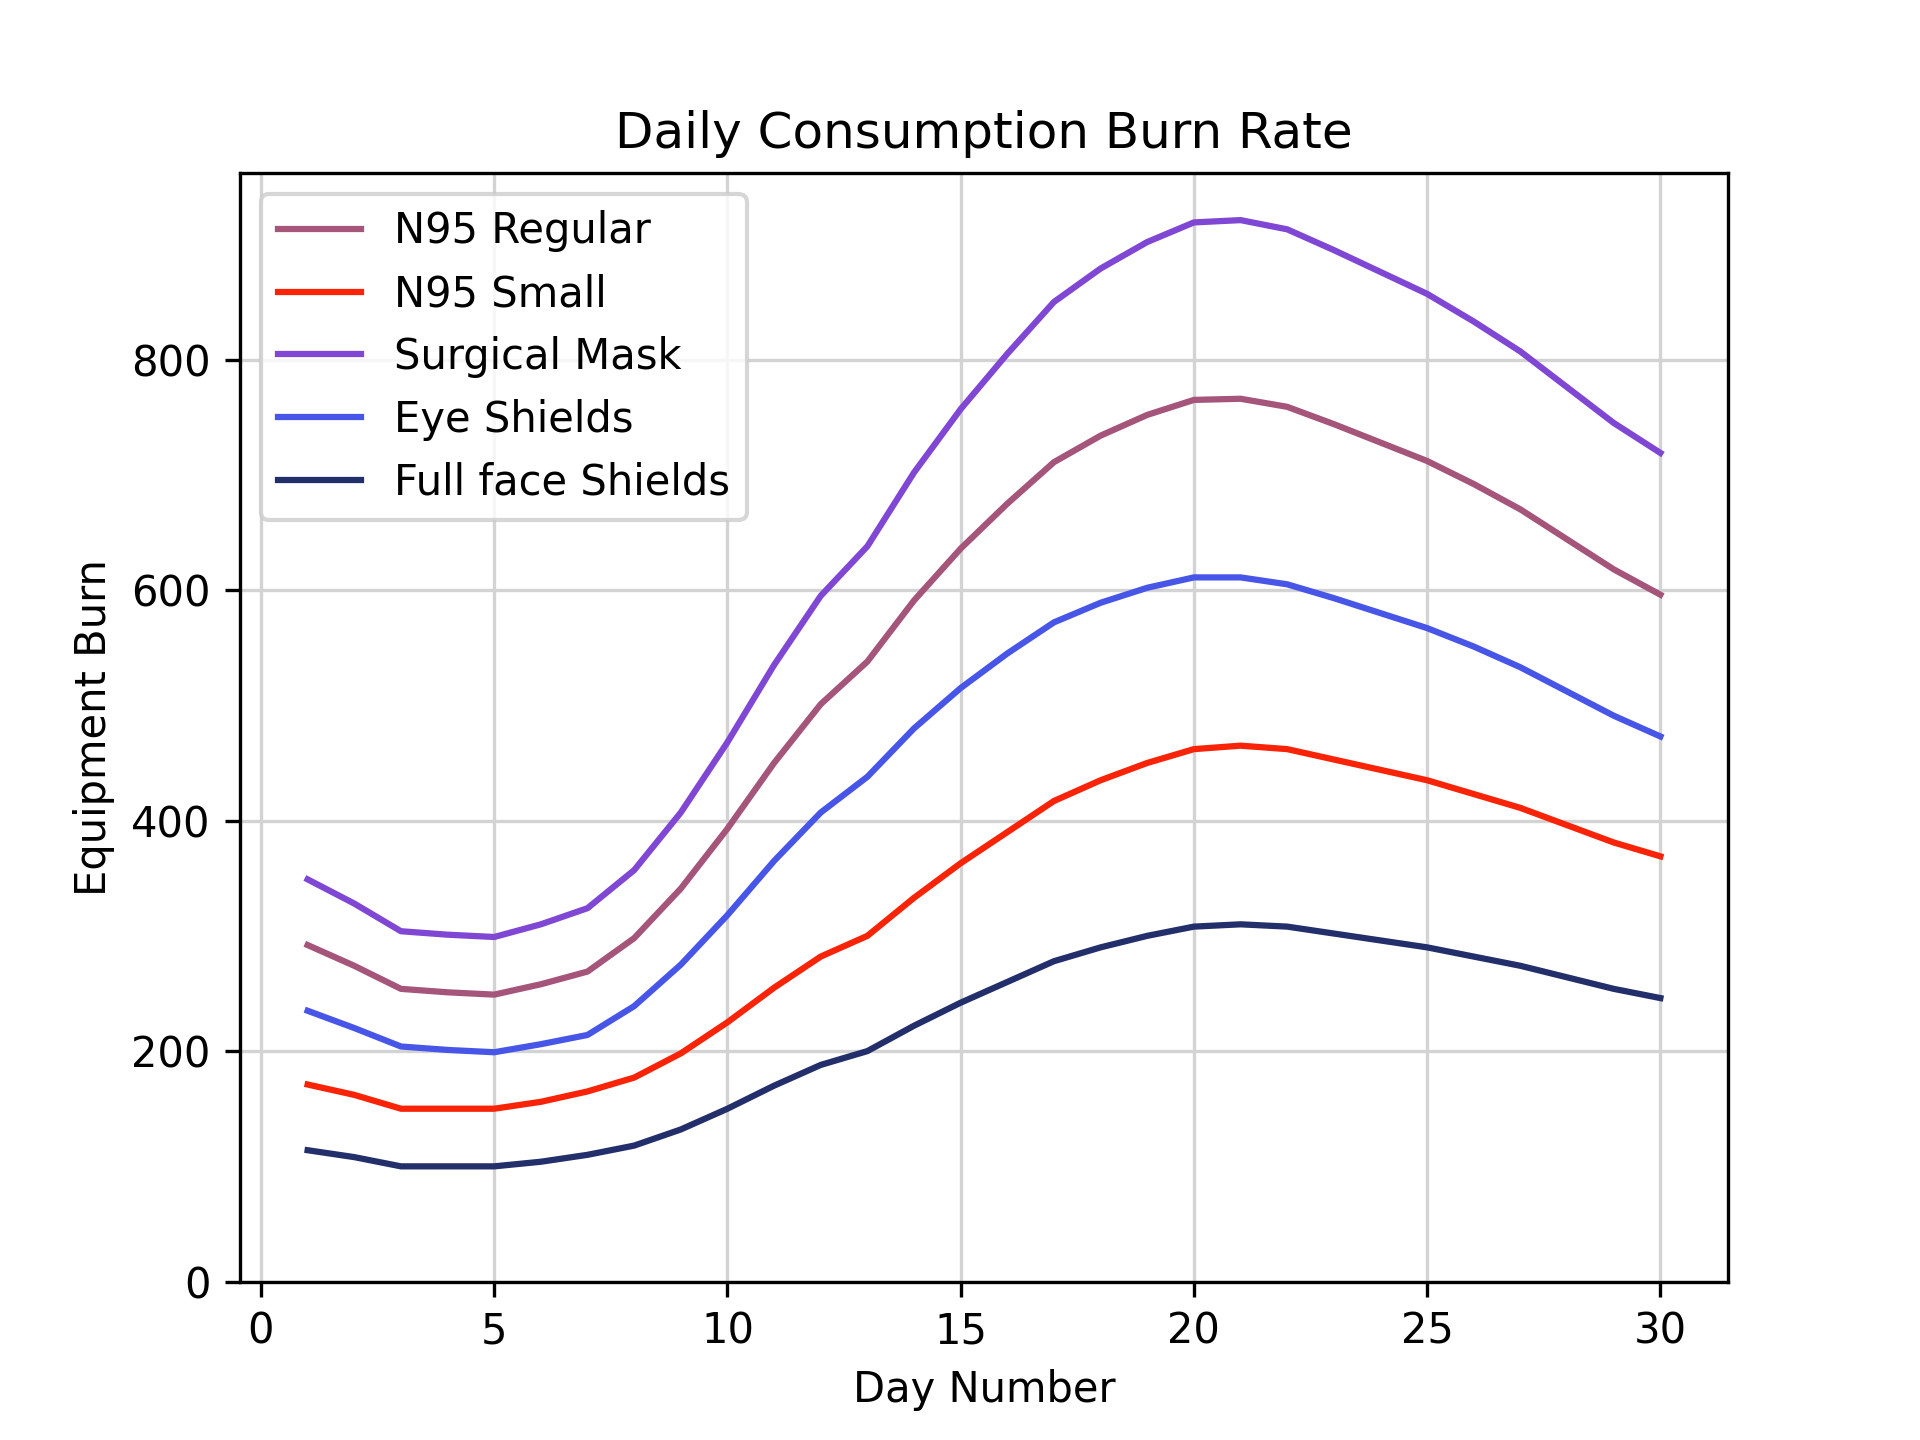 Daily Consumption Burn Rate
N95 Regular
N95 Small
Surgical Mask
Eye Shields
Full face Shields
Equipment Burn
800
600
400
200
0
0 5 10 15 20 25 30
Day Number